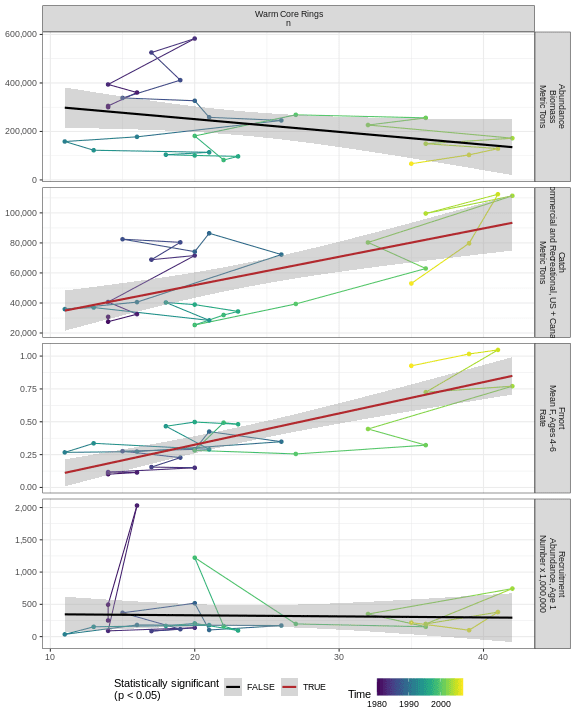 Warm Core Rings
n
600,000
400,000
200,000
0
Abundance
Biomass
Metric Tons
100,000
80,000
60,000
40,000
20,000
Catch
ommercial and Recreational, US + Cana
Metric Tons
1.00
0.75
0.50
0.25
0.00
Fmort
Mean F, Ages 4-6
Rate
2,000
1,500
1,000
500
0
Recruitment
Abundance, Age 1
Number x 1,000,000
10
20
30
40
Statistically significant
(p < 0.05)
FALSE
TRUE
Time
1980
1990
2000